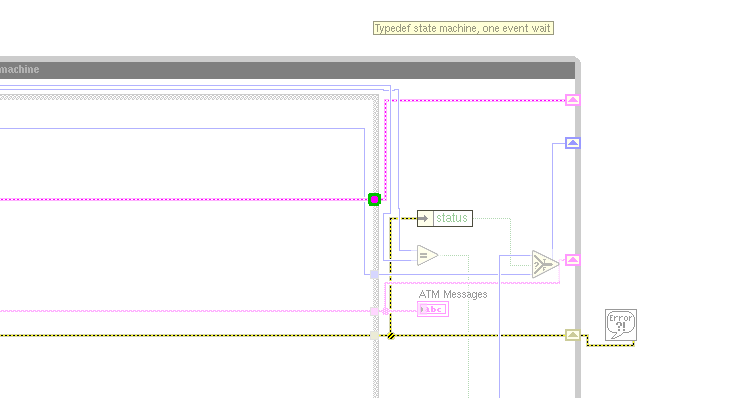 Typedef state machine, one event wait
machine
status
=
?
ATM Messages
abc
Error
?!